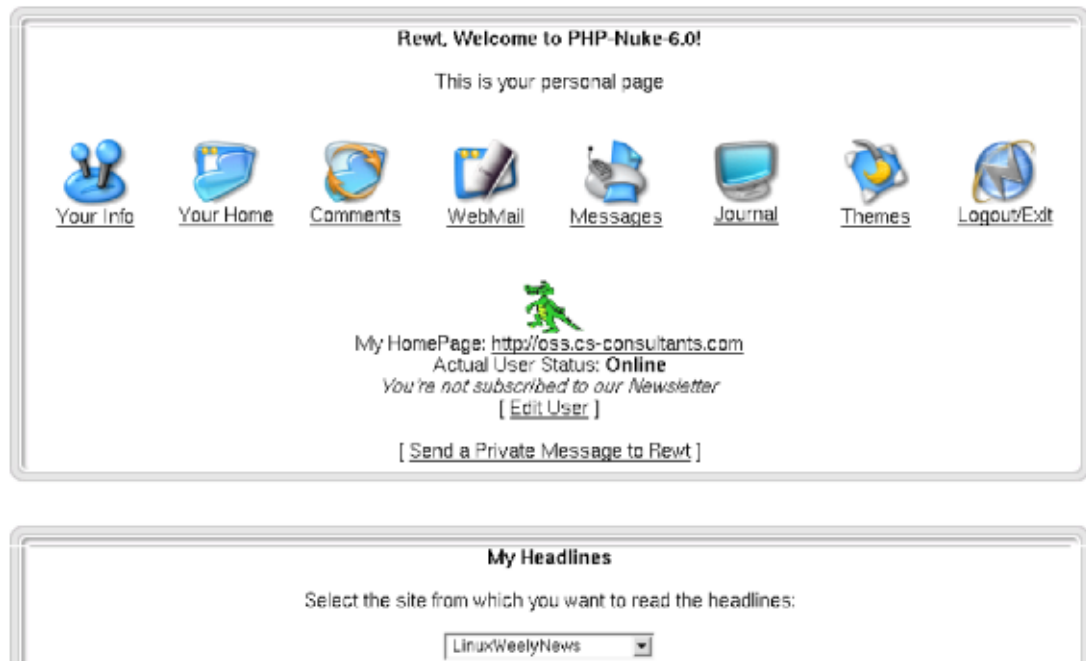 Rewt, Welcome to PHP-Nuke-6.0!
This is your personal page
Your Info Your Home Comments WebMail Messages Journal Themes Logout/Exit
My HomePage: http://oss.cs-consultants.com
Actual User Status: Online
You're not subscribed to our Newsletter
[ Edit User ]
[ Send a Private Message to Rewt ]
My Headlines
Select the site from which you want to read the headlines:
LinuxWeelyNews